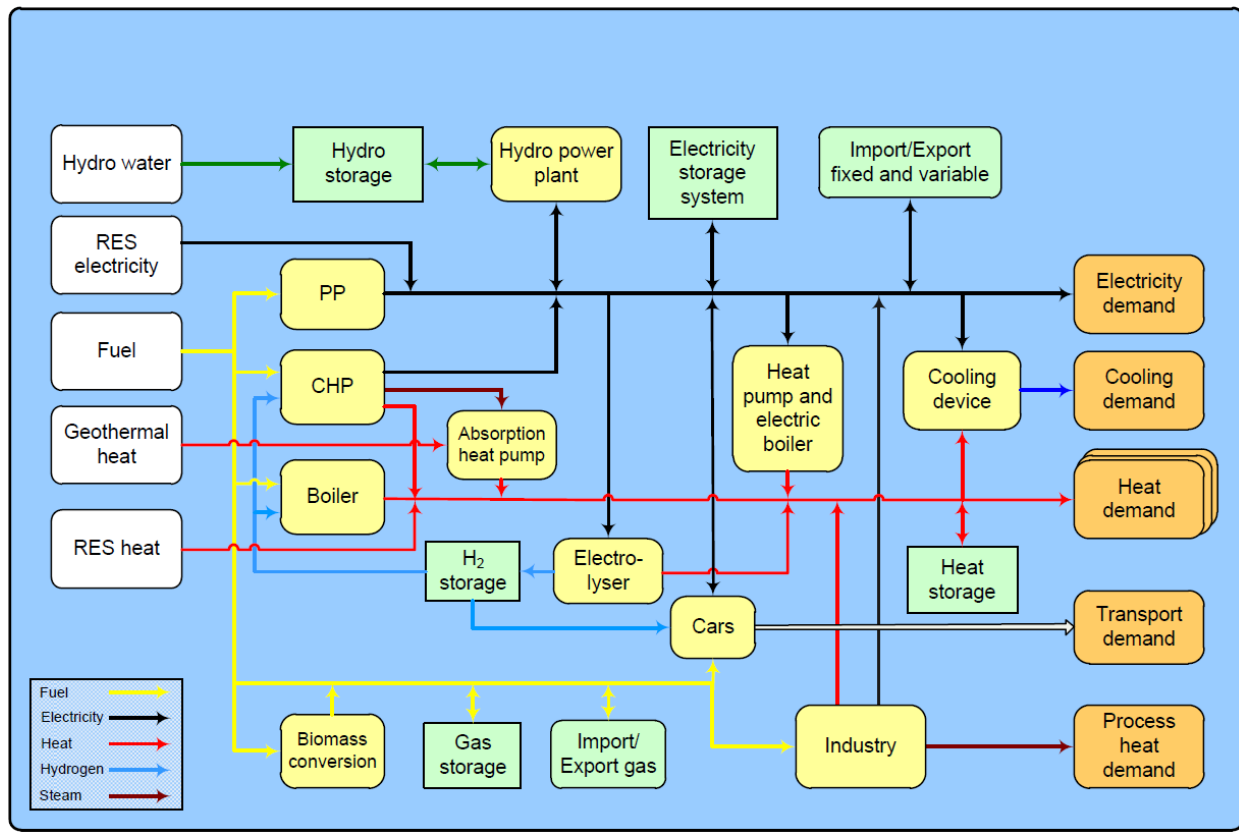 Hydro water
Hydro
storage
Hydro power
plant
Electricity
storage
system
Import/Export
fixed and variable
RES
electricity
PP
Electricity
demand
Fuel
CHP
Heat
pump and
electric
boiler
Cooling
device
Cooling
demand
Geothermal
heat
Absorption
heat pump
Boiler
Heat
demand
RES heat
H₂
storage
Electro-
lyser
Heat
storage
Cars
Transport
demand
Fuel
Electricity
Heat
Hydrogen
Steam
Biomass
conversion
Gas
storage
Import/
Export gas
Industry
Process
heat
demand